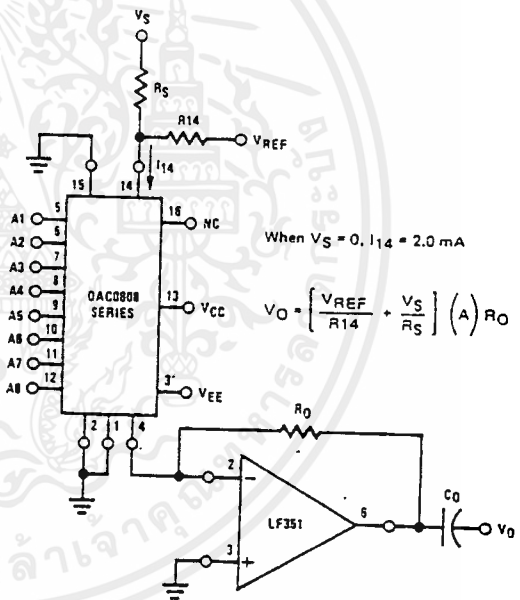 VS
RS
R14
VREF
I14
15
14
A1 5
A2 6
A3 7
A4 8
A5 9
A6 10
A7 11
A8 12
DAC0808
SERIES
16 NC
13 VCC
3 VEE
2 1 4
When VS = 0, I14 = 2.0 mA
VO = [VREF/R14 + VS/RS] (A) RO
RO
2 -
LF351
6
3 +
CO
VO